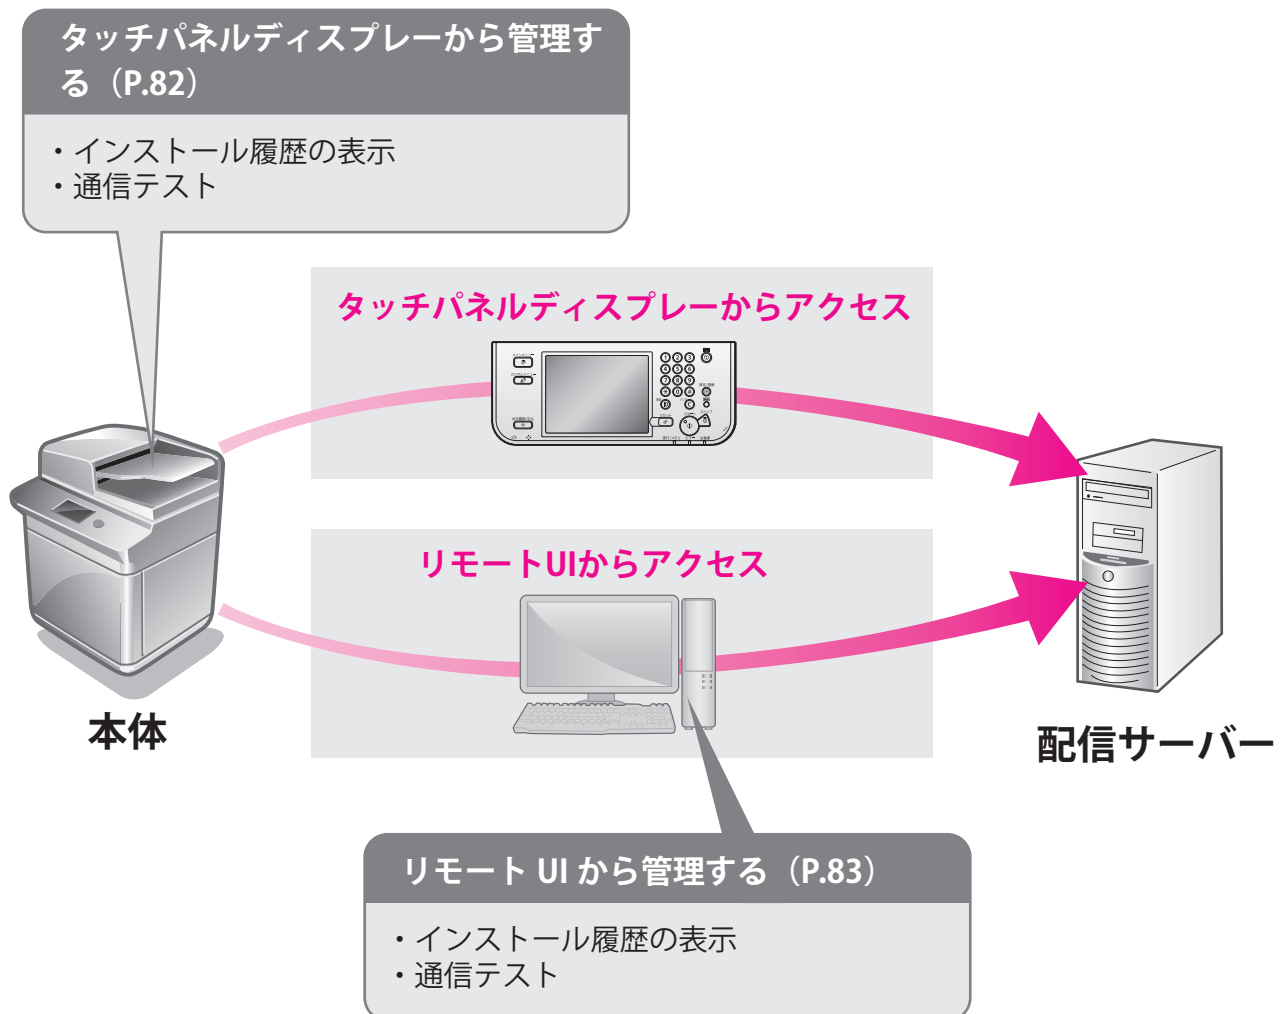 タッチパネルディスプレーから管理す
る（P.82）
・インストール履歴の表示
・通信テスト
タッチパネルディスプレーからアクセス
リモートUIからアクセス
本体
配信サーバー
リモート UI から管理する（P.83）
・インストール履歴の表示
・通信テスト